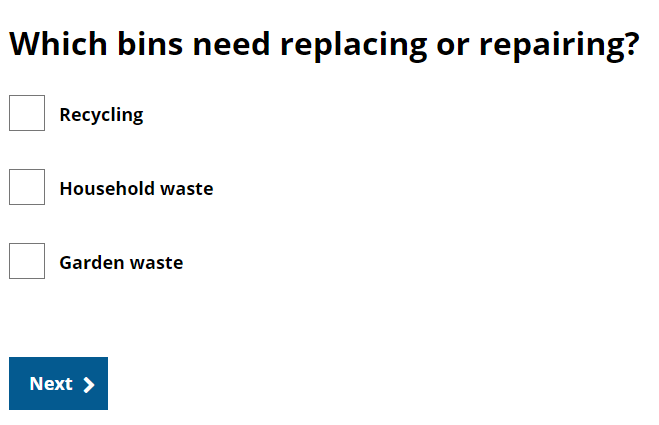 Which bins need replacing or repairing?
Recycling
Household waste
Garden waste
Next